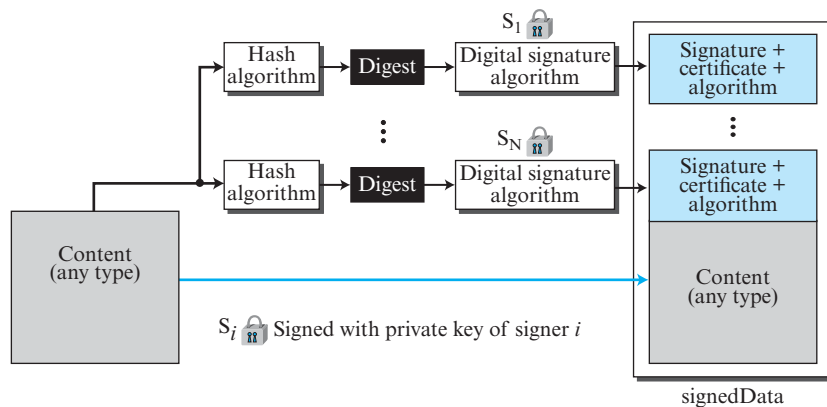 S1
Hash
algorithm
Digest
Digital signature
algorithm
Signature +
certificate +
algorithm
SN
Hash
algorithm
Digest
Digital signature
algorithm
Signature +
certificate +
algorithm
Content
(any type)
Content
(any type)
Si Signed with private key of signer i
signedData